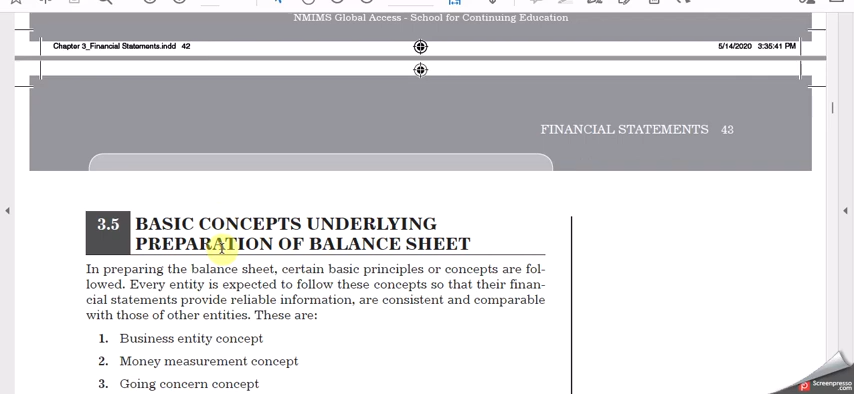 NMIMS Global Access - School for Continuing Education
Chapter 3_Financial Statements.indd 42
5/14/2020 3:35:41 PM
FINANCIAL STATEMENTS 43
3.5 BASIC CONCEPTS UNDERLYING
PREPARATION OF BALANCE SHEET
In preparing the balance sheet, certain basic principles or concepts are fol-
lowed. Every entity is expected to follow these concepts so that their finan-
cial statements provide reliable information, are consistent and comparable
with those of other entities. These are:
1. Business entity concept
2. Money measurement concept
3. Going concern concept
Screenpresso